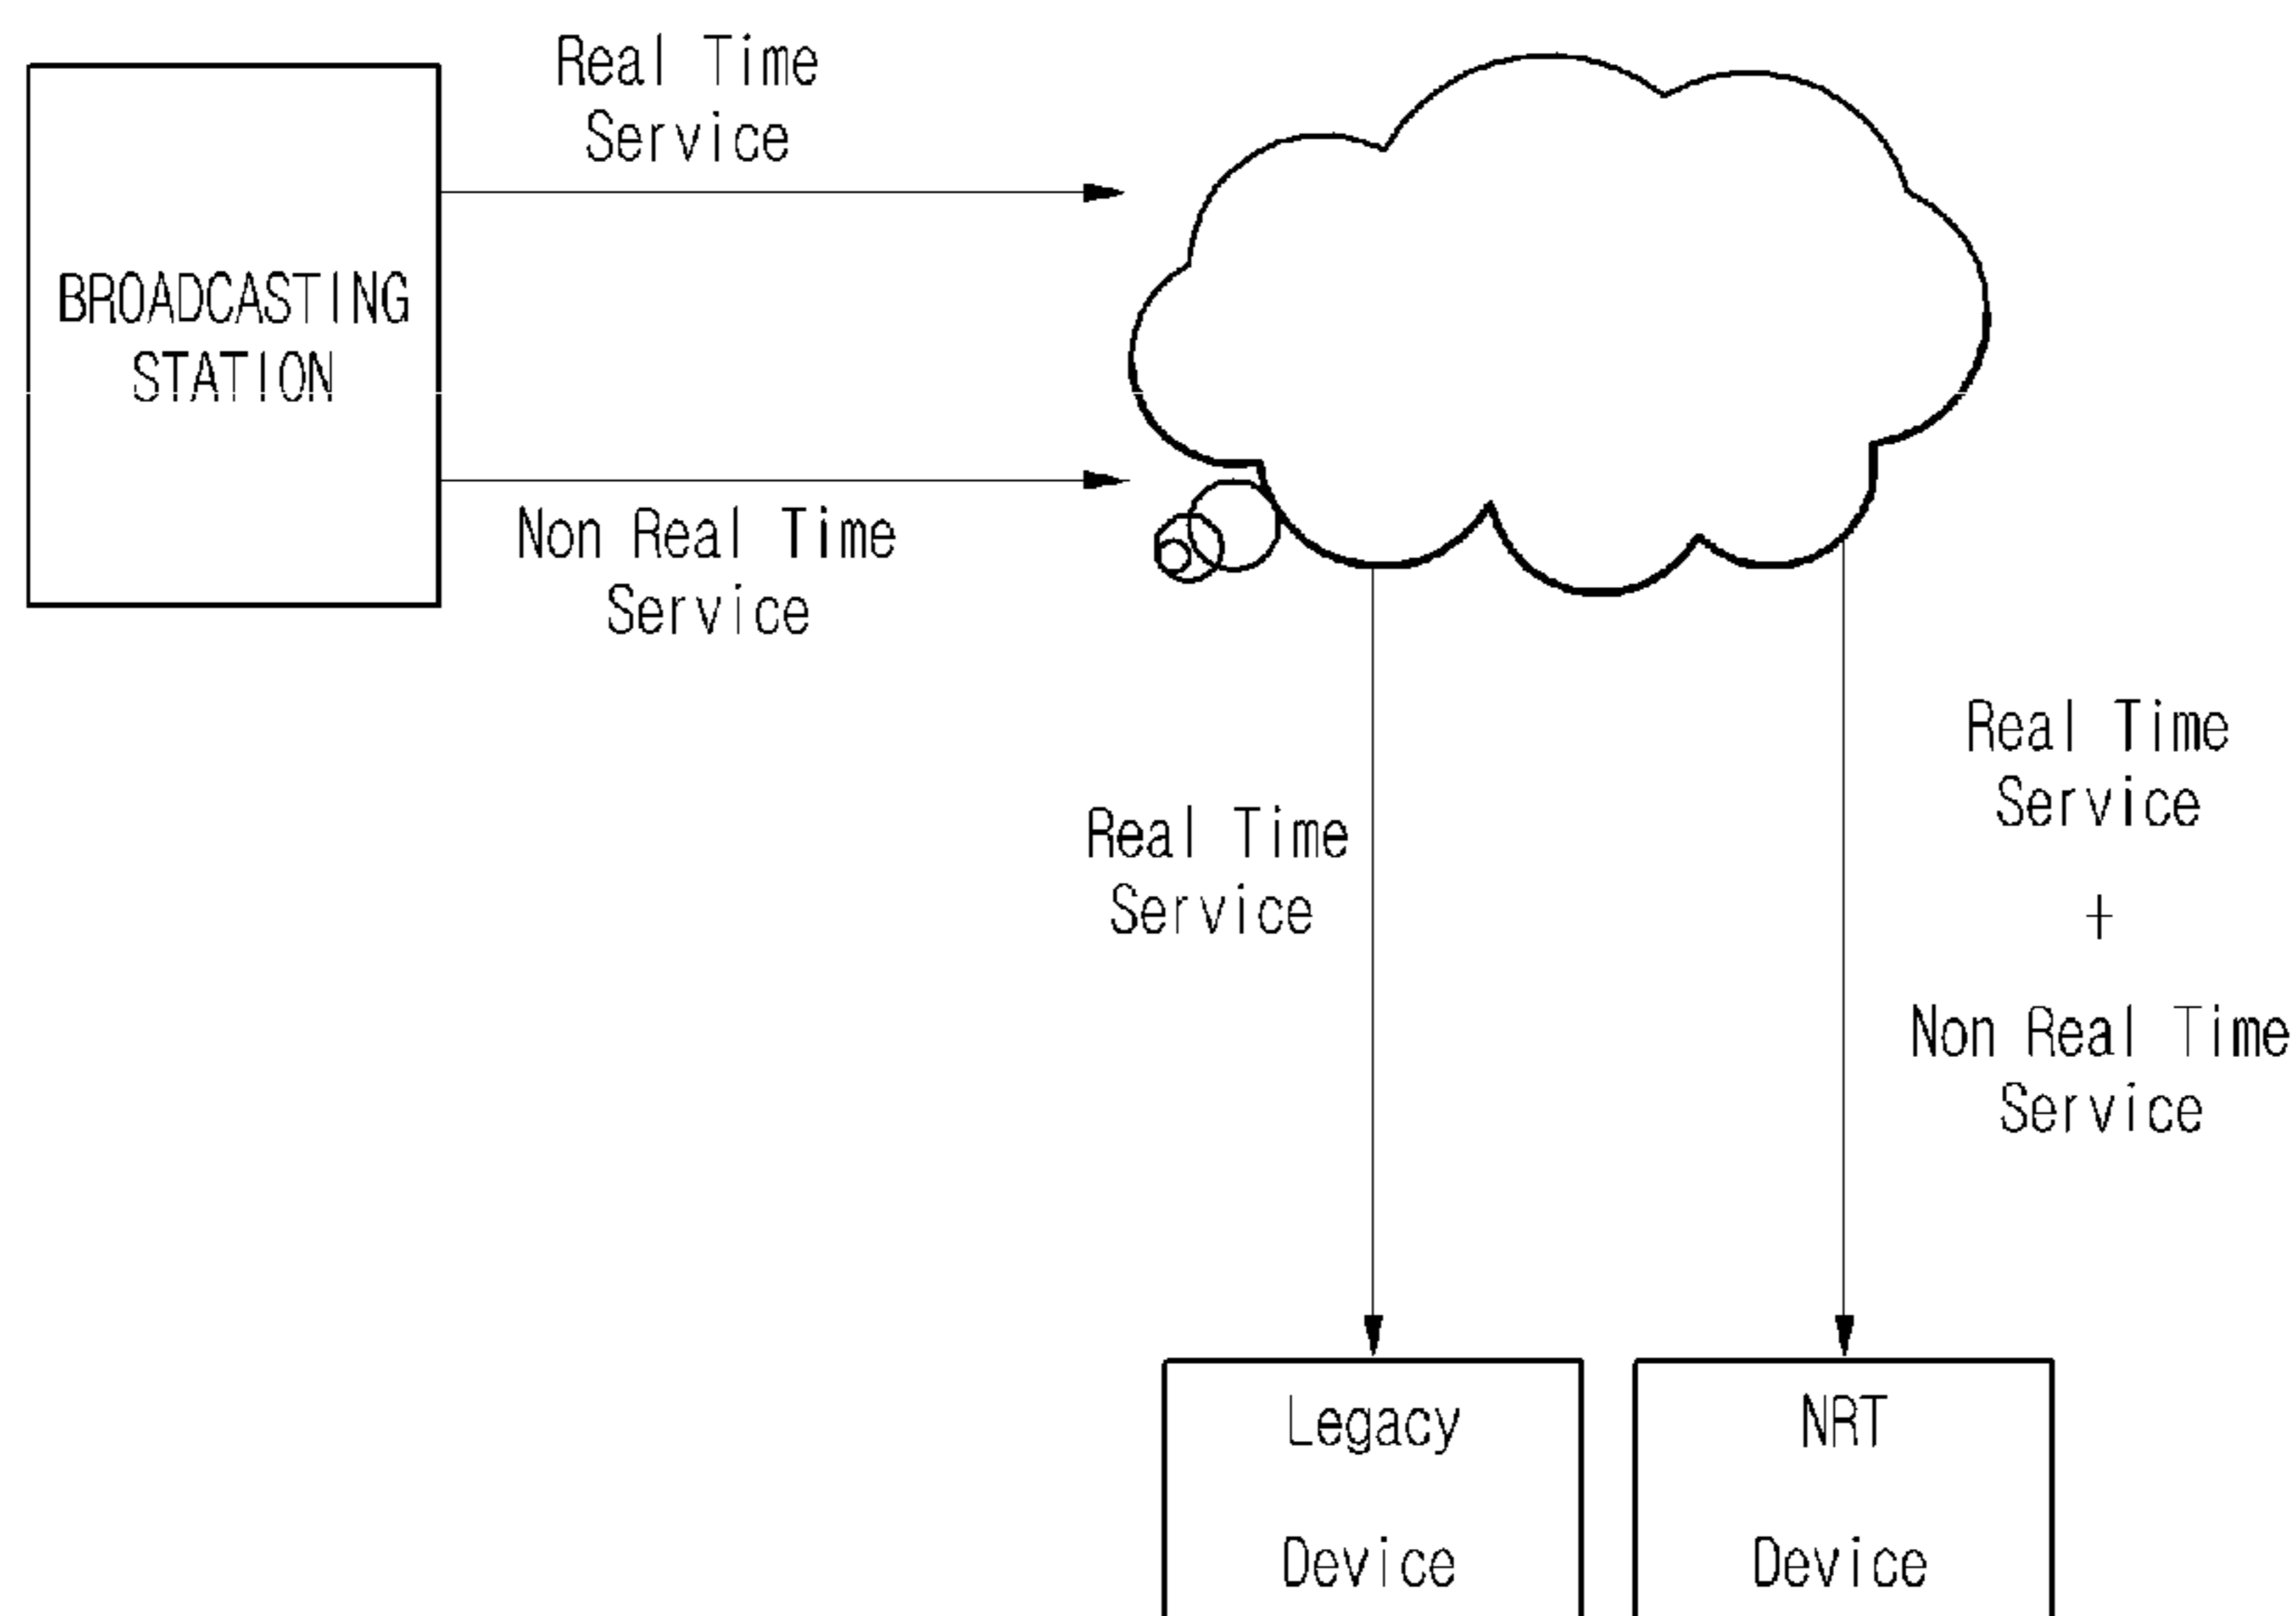 Real Time
Service
BROADCASTING
STATION
Non Real Time
Service
Real Time
Service
Real Time
Service
+
Non Real Time
Service
Legacy
Device
NRT
Device